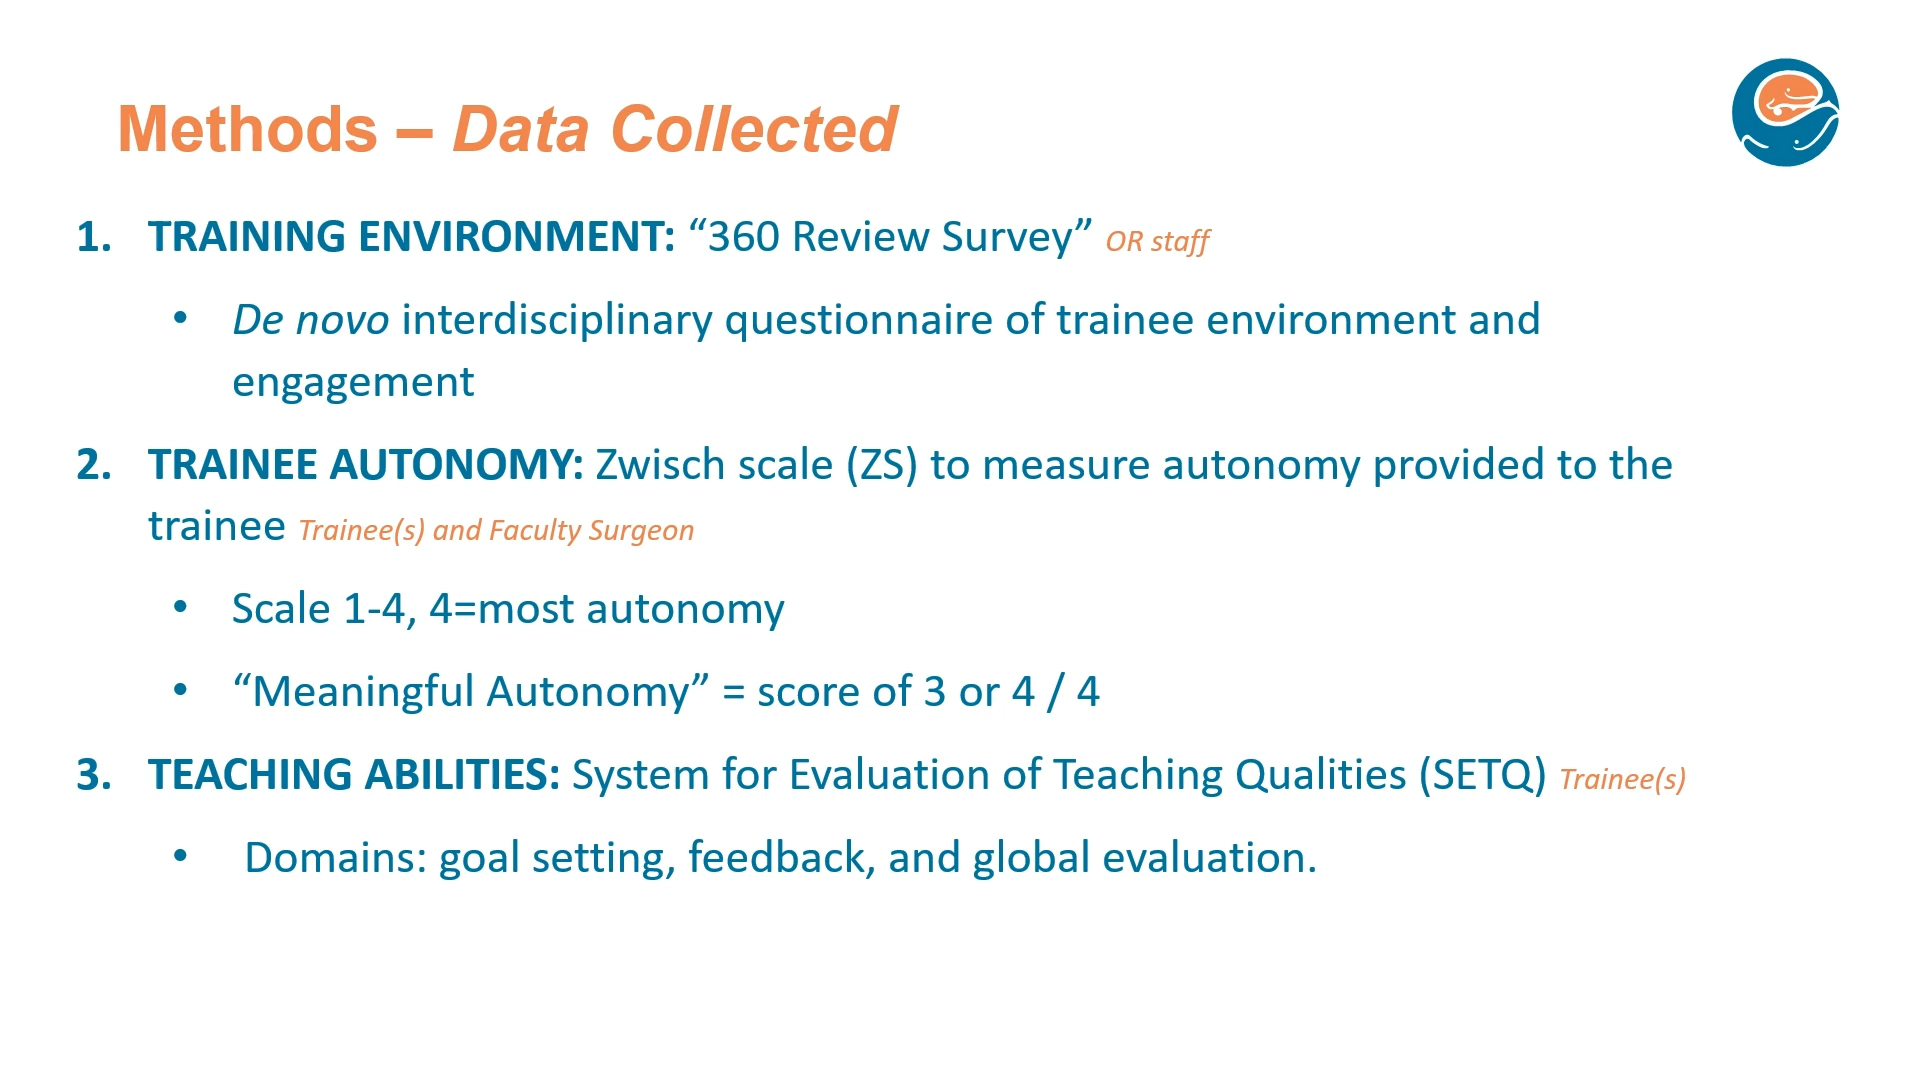 Methods – Data Collected
1. TRAINING ENVIRONMENT: “360 Review Survey” OR staff
• De novo interdisciplinary questionnaire of trainee environment and
engagement
2. TRAINEE AUTONOMY: Zwisch scale (ZS) to measure autonomy provided to the
trainee Trainee(s) and Faculty Surgeon
• Scale 1-4, 4=most autonomy
• “Meaningful Autonomy” = score of 3 or 4 / 4
3. TEACHING ABILITIES: System for Evaluation of Teaching Qualities (SETQ) Trainee(s)
• Domains: goal setting, feedback, and global evaluation.